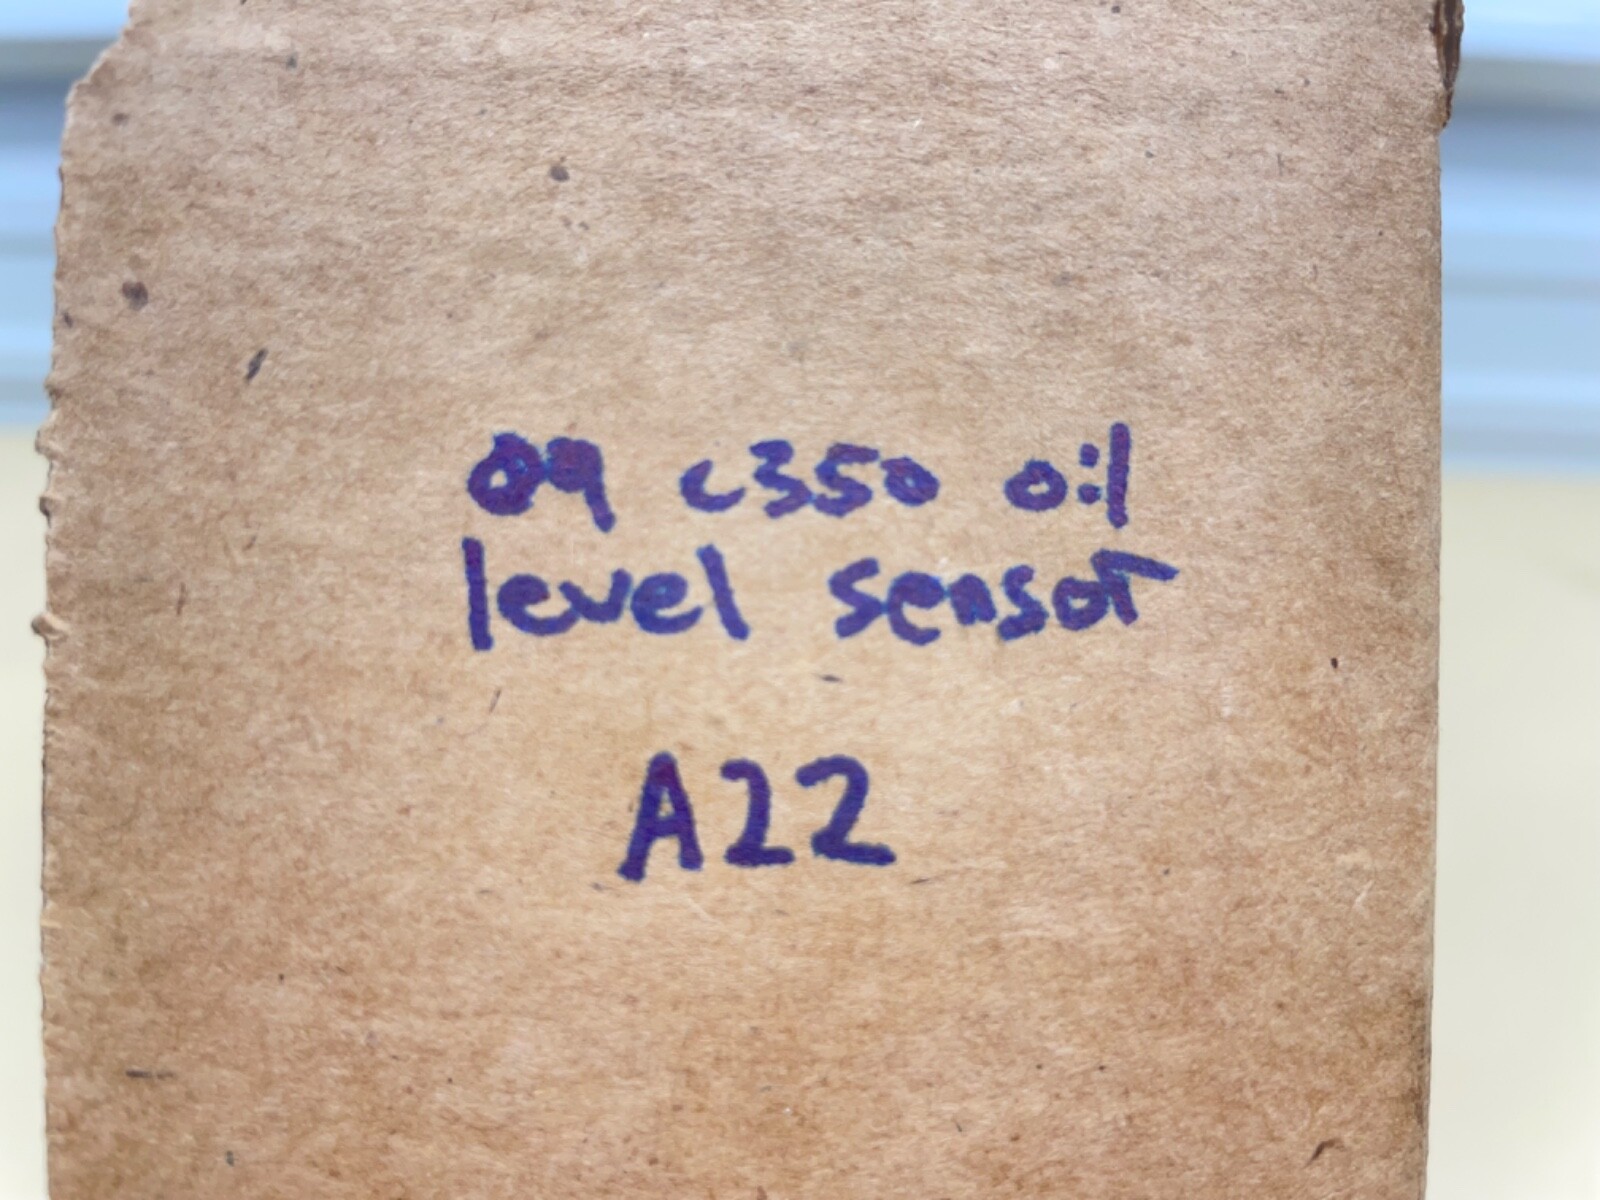 09 c350 oil
level sensor
A22